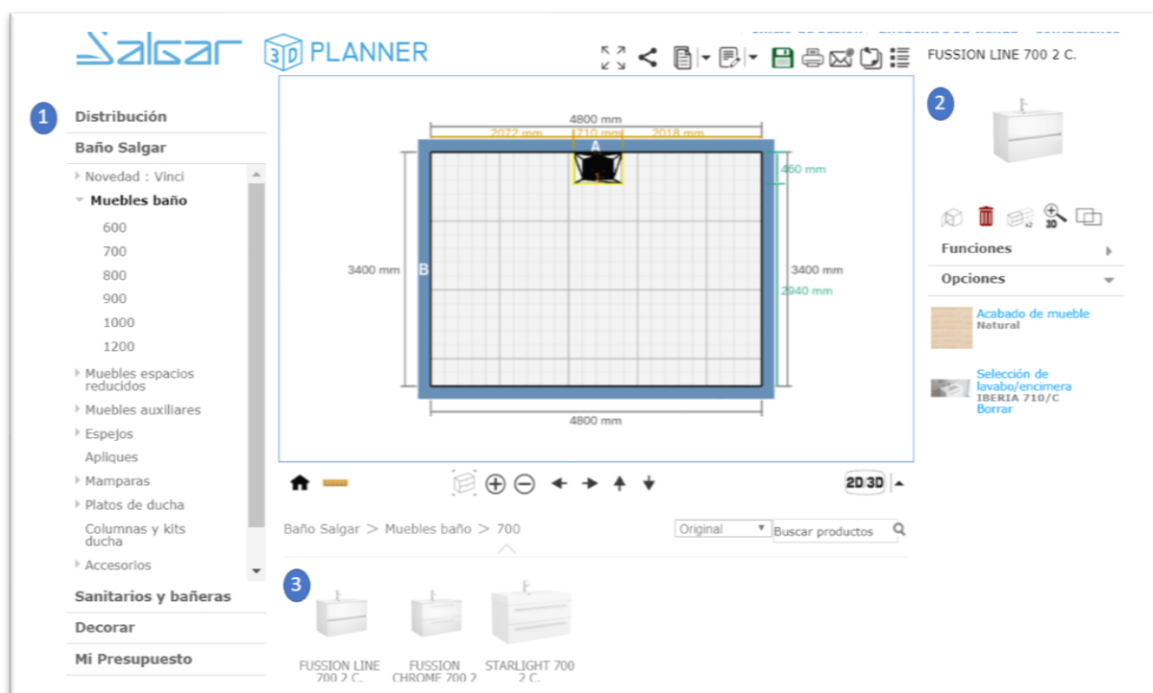 Salgar 3D PLANNER
FUSSION LINE 700 2 C.
1
Distribución
Baño Salgar
Novedad : Vinci
Muebles baño
600
700
800
900
1000
1200
Muebles espacios
reducidos
Muebles auxiliares
Espejos
Apliques
Mamparas
Platos de ducha
Columnas y kits
ducha
Accesorios
Sanitarios y bañeras
Decorar
Mi Presupuesto
4800 mm
2072 mm 710 mm 2018 mm
A
460 mm
3400 mm
B
3400 mm
2940 mm
4800 mm
2D 3D
Baño Salgar > Muebles baño > 700
Original
Buscar productos
3
FUSSION LINE
700 2 C.
FUSSION
CHROME 700 2
STARLIGHT 700
2 C.
2
x2
3D
Funciones
Opciones
Acabado de mueble
Natural
Selección de
lavabo/encimera
IBERIA 710/C
Borrar